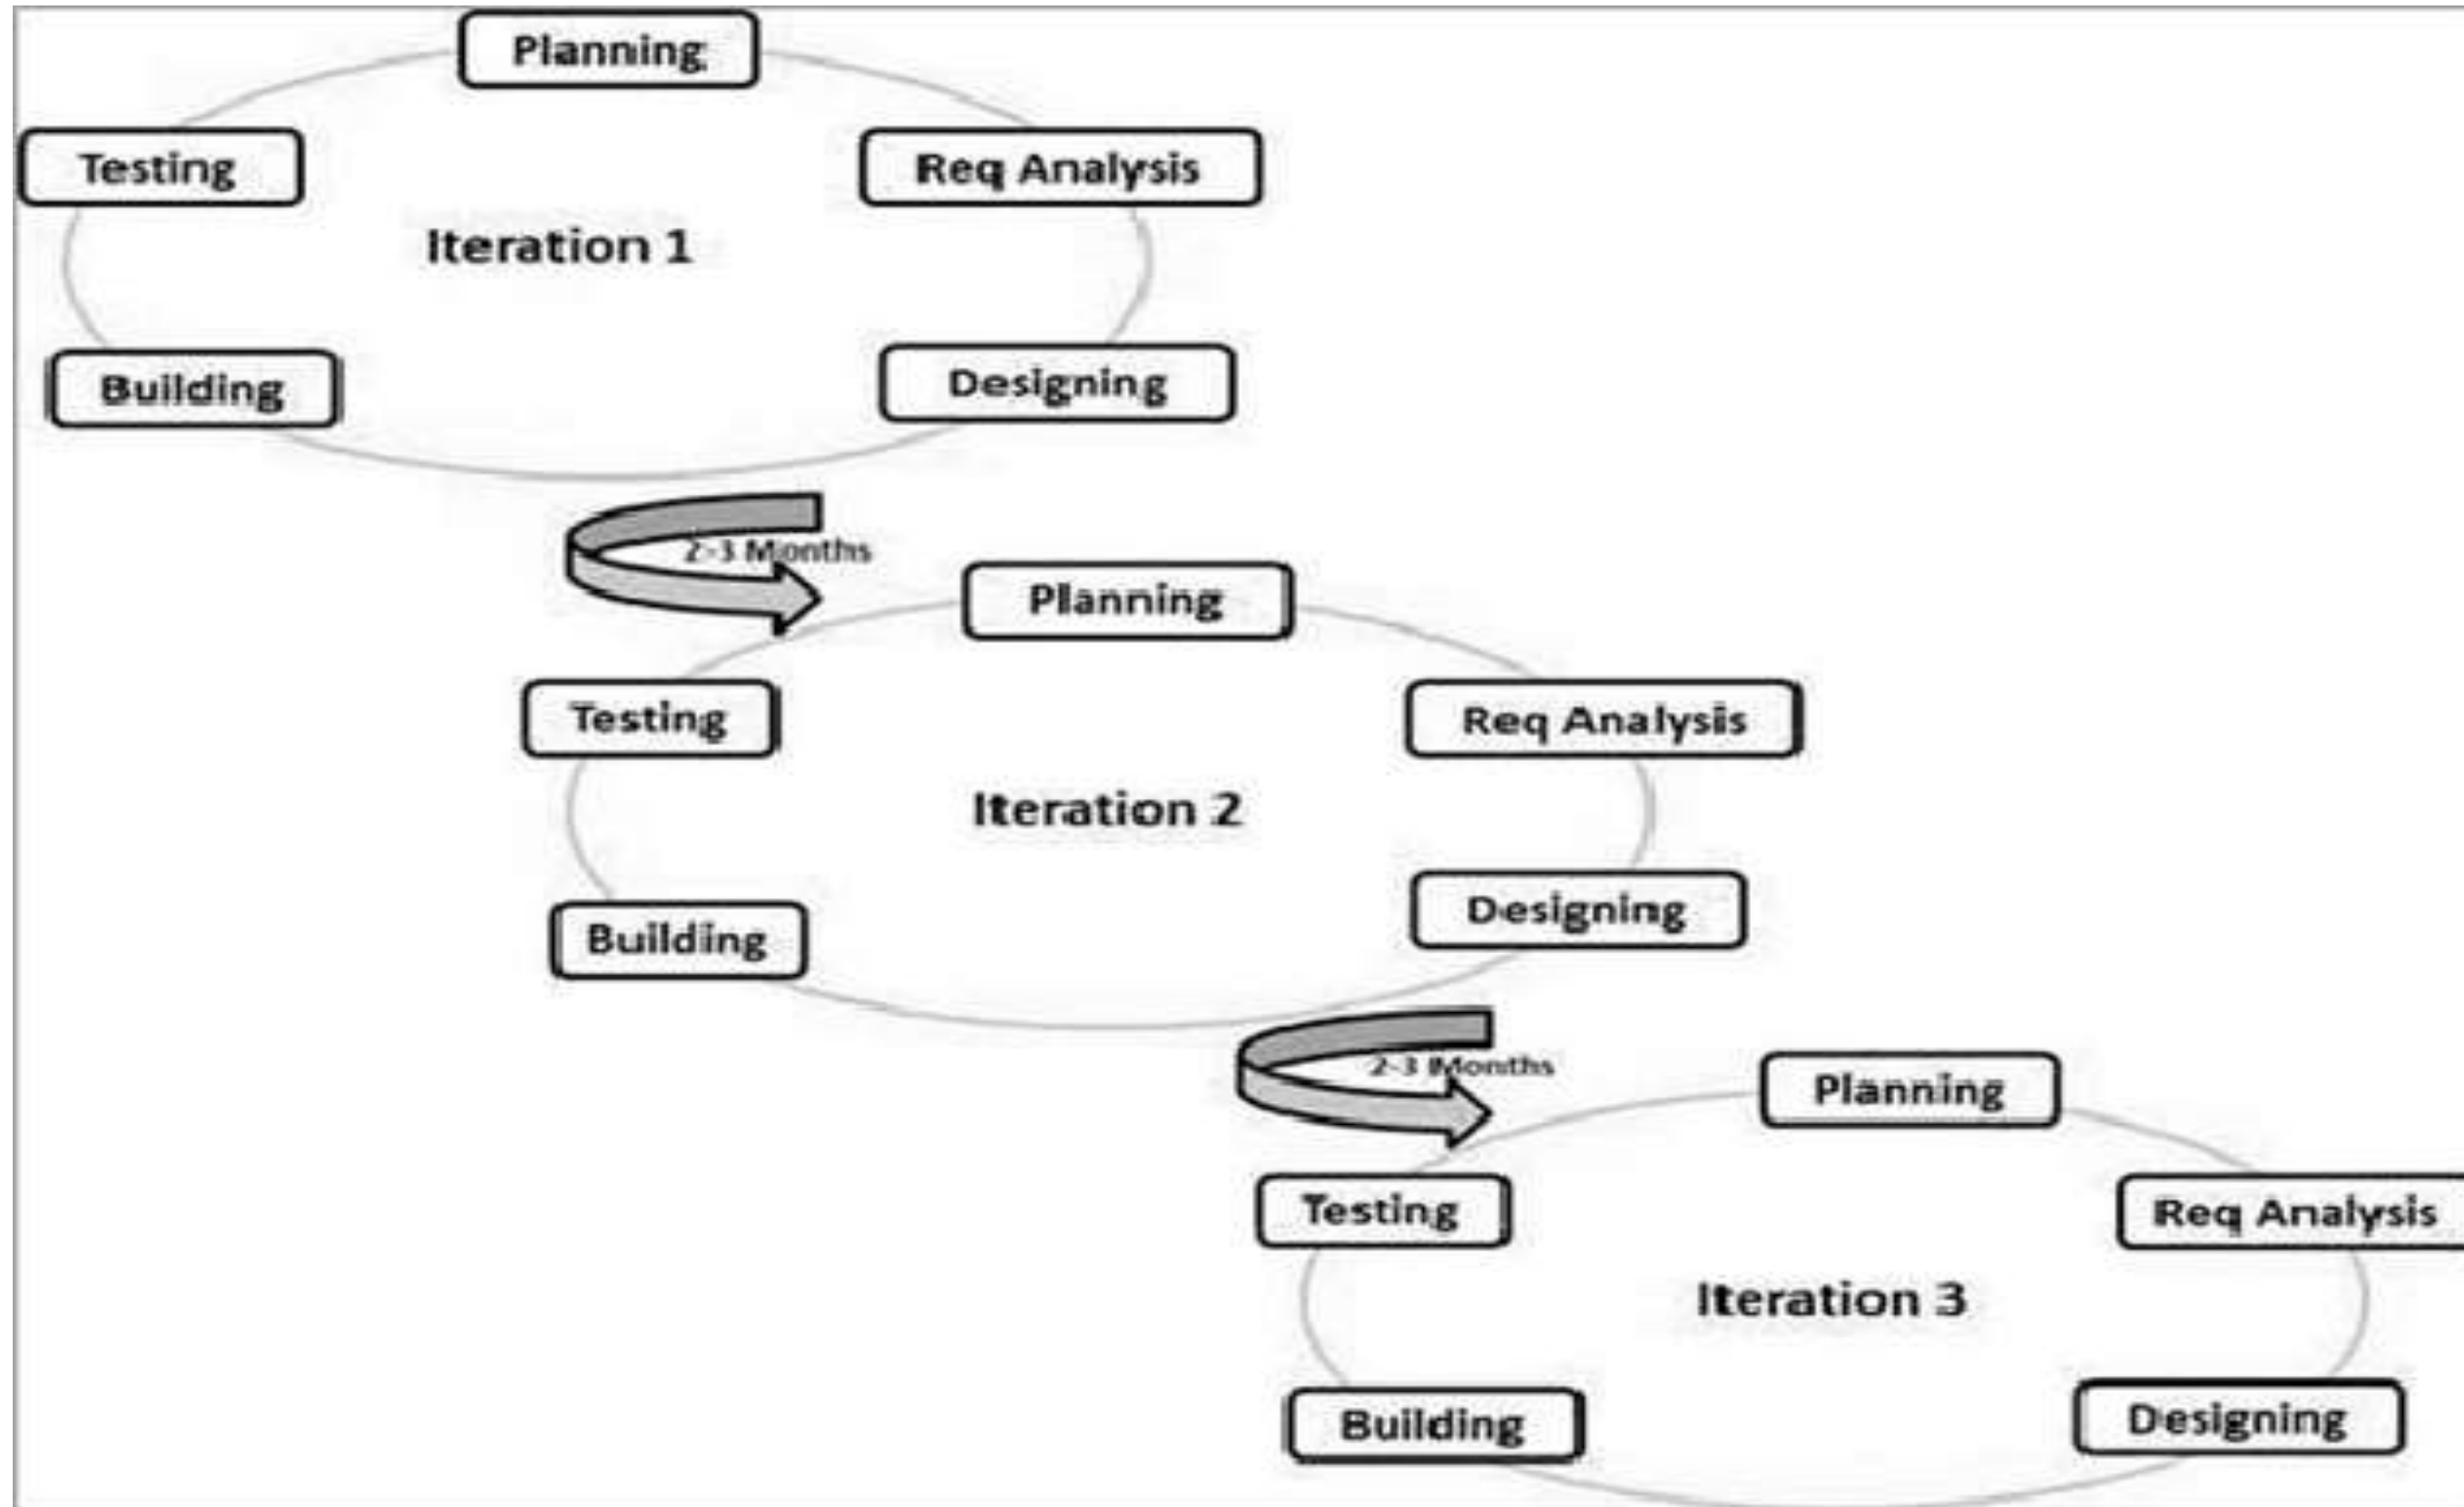 Planning
Testing
Req Analysis
Iteration 1
Building
Designing
2-3 Months
Planning
Testing
Req Analysis
Iteration 2
Building
Designing
2-3 Months
Planning
Testing
Req Analysis
Iteration 3
Building
Designing